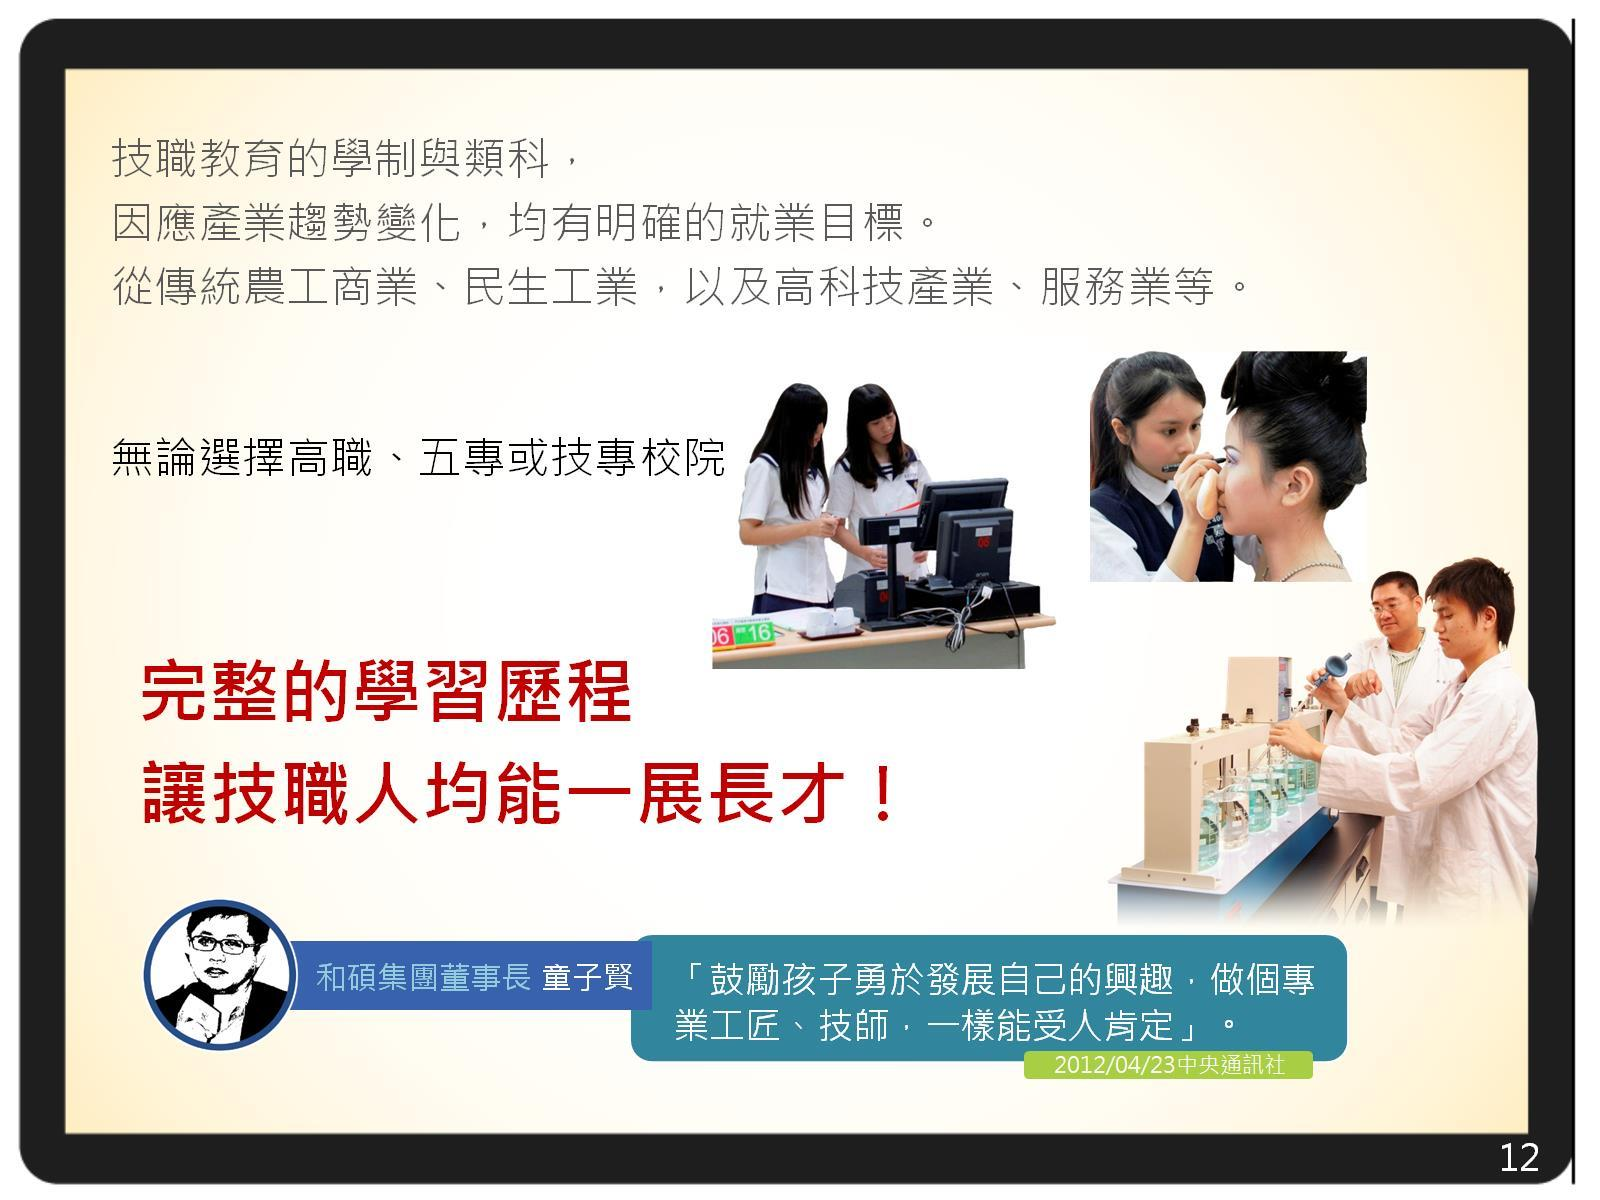 技職教育的學制與類科，
因應產業趨勢變化，均有明確的就業目標。
從傳統農工商業、民生工業，以及高科技產業、服務業等。
無論選擇高職、五專或技專校院
06
06
16
完整的學習歷程
讓技職人均能一展長才！
和碩集團董事長 童子賢
「鼓勵孩子勇於發展自己的興趣，做個專
業工匠、技師，一樣能受人肯定」。
2012/04/23中央通訊社
12